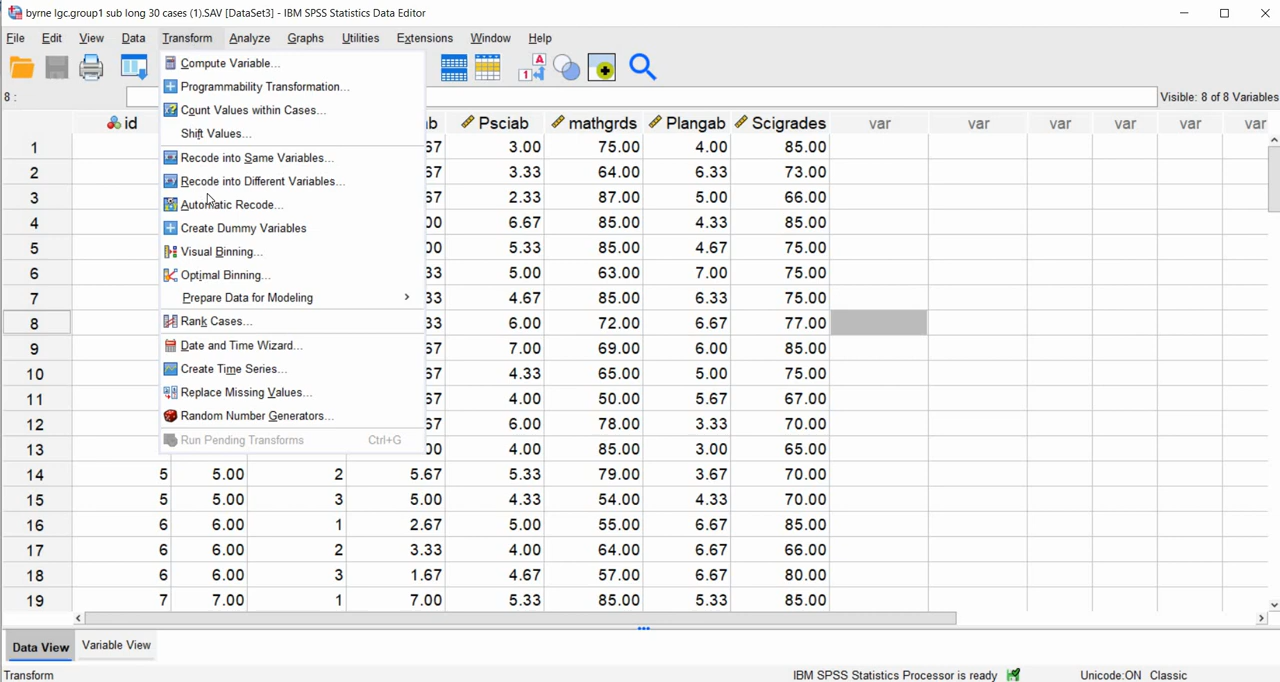 byrne lgc.group1 sub long 30 cases (1).SAV [DataSet3] - IBM SPSS Statistics Data Editor
File Edit View Data Transform Analyze Graphs Utilities Extensions Window Help
8 : Visible: 8 of 8 Variables
Compute Variable...
Programmability Transformation...
Count Values within Cases...
Shift Values...
Recode into Same Variables...
Recode into Different Variables...
Automatic Recode...
Create Dummy Variables
Visual Binning...
Optimal Binning...
Prepare Data for Modeling
Rank Cases...
Date and Time Wizard...
Create Time Series...
Replace Missing Values...
Random Number Generators...
Run Pending Transforms Ctrl+G
id b Psciab mathgrds Plangab Scigrades var var var var var var
1 67 3.00 75.00 4.00 85.00
2 67 3.33 64.00 6.33 73.00
3 67 2.33 87.00 5.00 66.00
4 00 6.67 85.00 4.33 85.00
5 00 5.33 85.00 4.67 75.00
6 33 5.00 63.00 7.00 75.00
7 33 4.67 85.00 6.33 75.00
8 33 6.00 72.00 6.67 77.00
9 67 7.00 69.00 6.00 85.00
10 67 4.33 65.00 5.00 75.00
11 67 4.00 50.00 5.67 67.00
12 67 6.00 78.00 3.33 70.00
13 00 4.00 85.00 3.00 65.00
14 5 5.00 2 5.67 5.33 79.00 3.67 70.00
15 5 5.00 3 5.00 4.33 54.00 4.33 70.00
16 6 6.00 1 2.67 5.00 55.00 6.67 85.00
17 6 6.00 2 3.33 4.00 64.00 6.67 66.00
18 6 6.00 3 1.67 4.67 57.00 6.67 80.00
19 7 7.00 1 7.00 5.33 85.00 5.33 85.00
Data View Variable View
Transform IBM SPSS Statistics Processor is ready Unicode:ON Classic